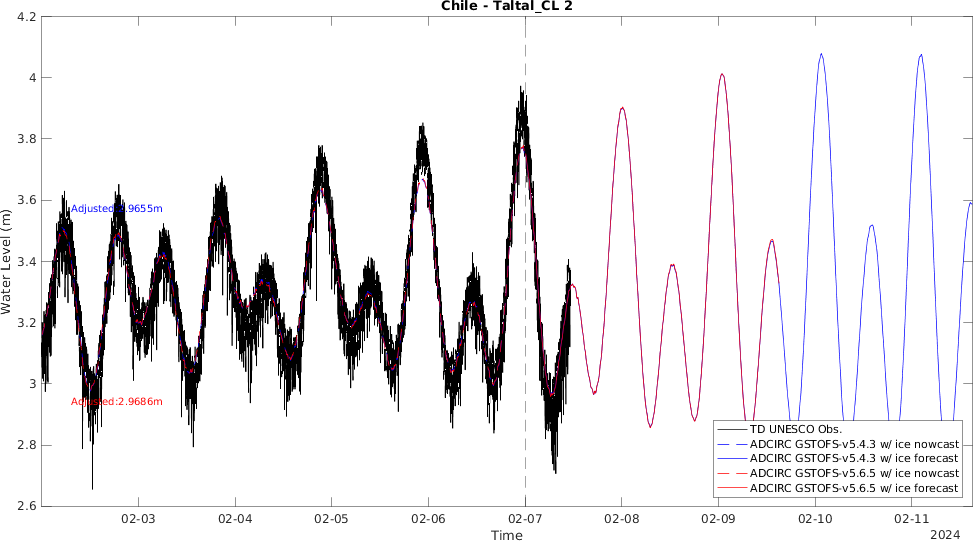 Chile - Taltal_CL 2
Water Level (m)
4.2
4
3.8
3.6
3.4
3.2
3
2.8
2.6
Adjusted:2.9655m
Adjusted:2.9686m
TD UNESCO Obs.
ADCIRC GSTOFS-v5.4.3 w/ ice nowcast
ADCIRC GSTOFS-v5.4.3 w/ ice forecast
ADCIRC GSTOFS-v5.6.5 w/ ice nowcast
ADCIRC GSTOFS-v5.6.5 w/ ice forecast
02-03 02-04 02-05 02-06 02-07 02-08 02-09 02-10 02-11
Time
2024